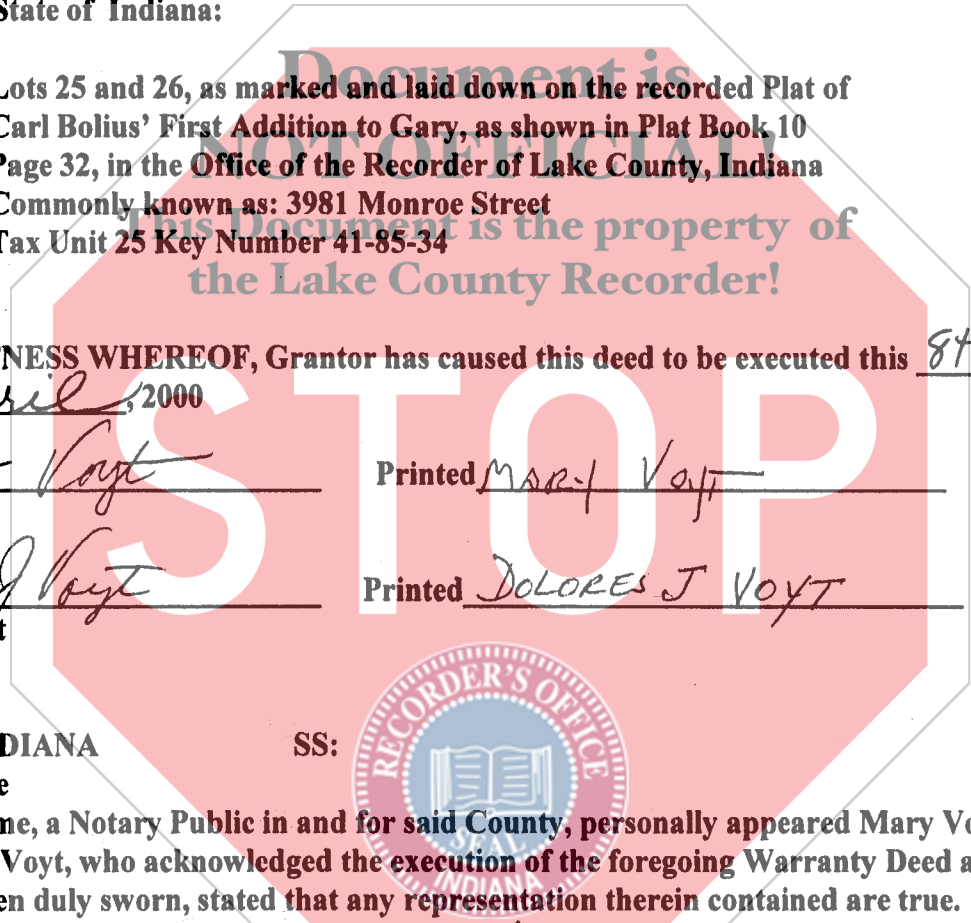 State of Indiana:
Document is
Lots 25 and 26, as marked and laid down on the recorded Plat of
Carl Bolius' First Addition to Gary, as shown in Plat Book 10
NOT OFFICIAL!
Page 32, in the Office of the Recorder of Lake County, Indiana
Commonly known as: 3981 Monroe Street
This Document is the property of
Tax Unit 25 Key Number 41-85-34
the Lake County Recorder!
NESS WHEREOF, Grantor has caused this deed to be executed this 8t
ril, 2000
STOP
Voyt Printed MARY VOYT
J Voyt Printed DOLORES J VOYT
t
RECORDER'S OFFICE
DIANA SS:
e
me, a Notary Public in and for said County, personally appeared Mary Vo
Voyt, who acknowledged the execution of the foregoing Warranty Deed a
SEAL
INDIANA
en duly sworn, stated that any representation therein contained are true.